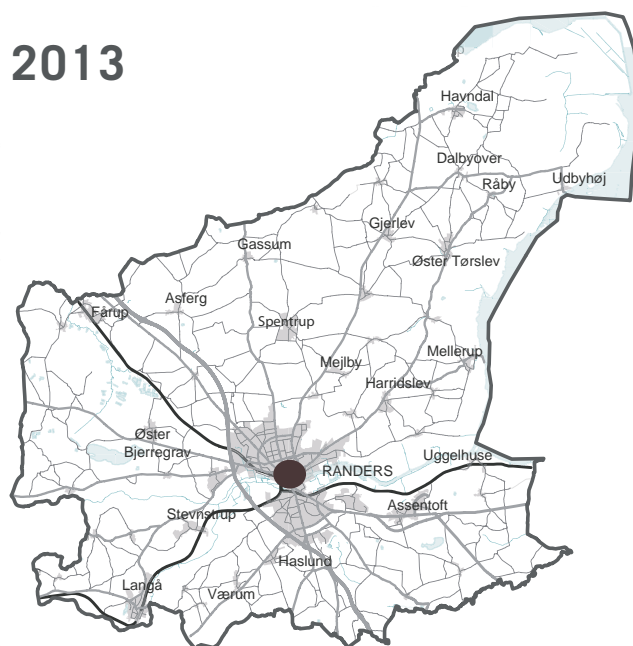 2013
Havndal
Dalbyover
Råby
Udbyhøj
Gjerlev
Gassum
Øster Tørslev
Asferg
Fårup
Spentrup
Mejlby
Mellerup
Harridslev
Øster
Bjerregrav
Uggelhuse
RANDERS
Stevnstrup
Assentoft
Haslund
Langå
Værum